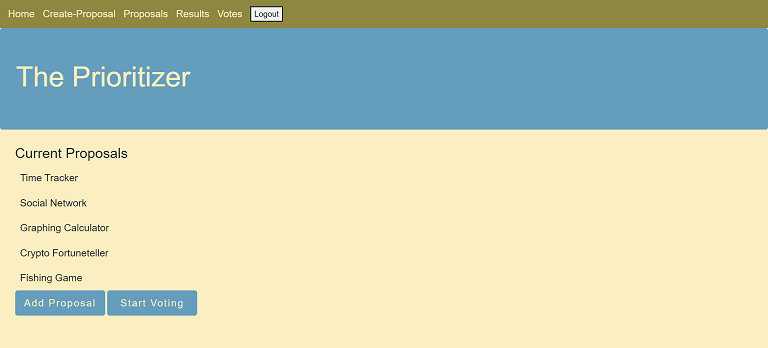 Home Create-Proposal Proposals Results Votes Logout
The Prioritizer
Current Proposals
Time Tracker
Social Network
Graphing Calculator
Crypto Fortuneteller
Fishing Game
Add Proposal Start Voting